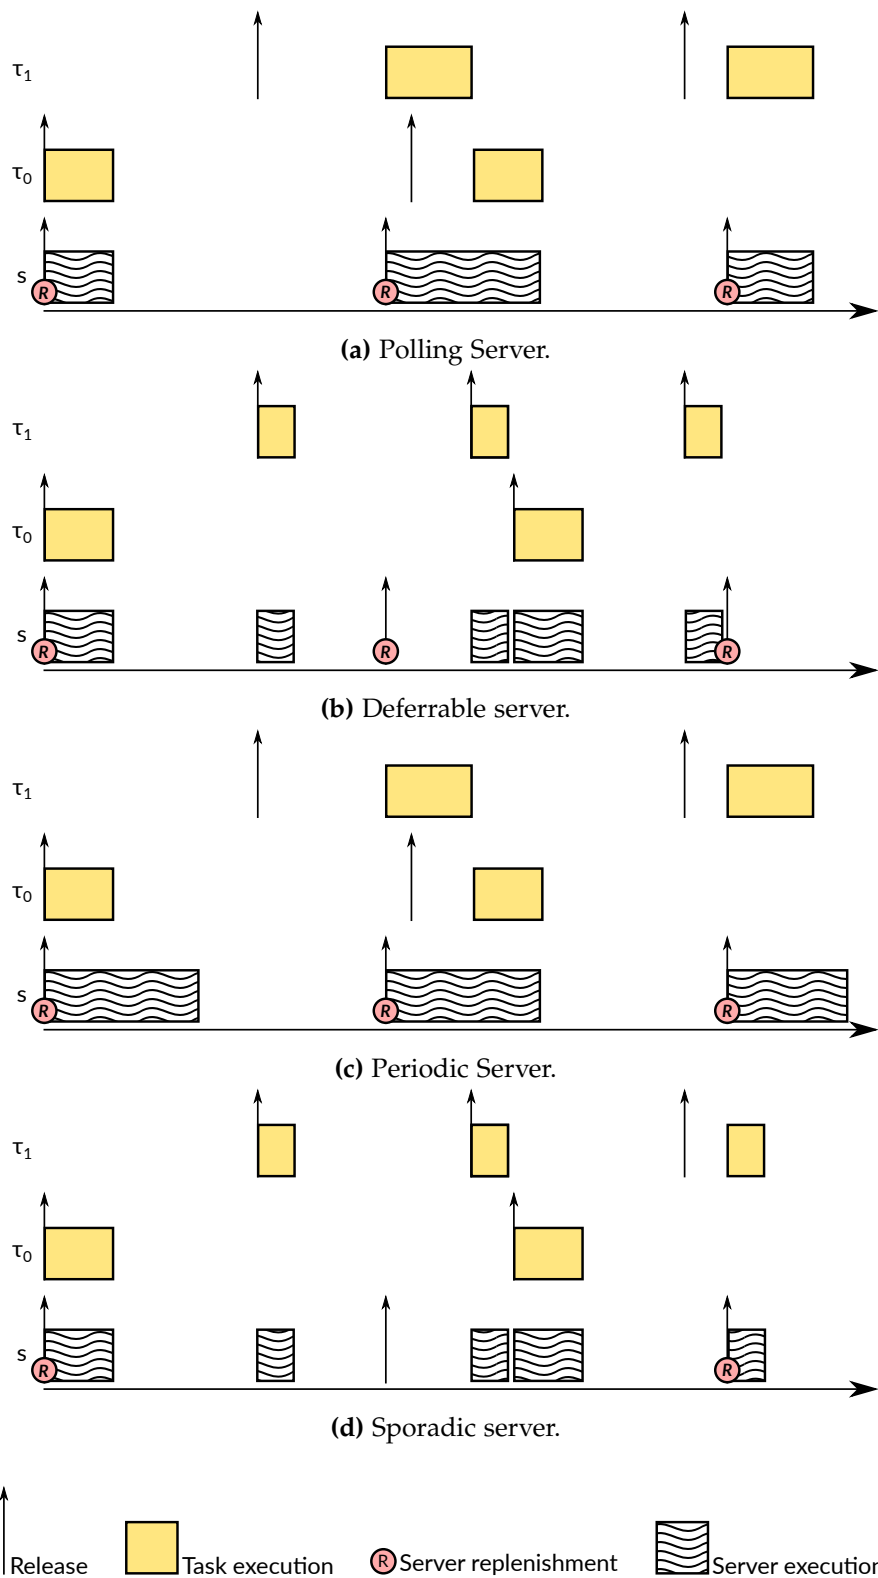 τ1
τ0
s
R R R
(a) Polling Server.
τ1
τ0
s
R R R
(b) Deferrable server.
τ1
τ0
s
R R R
(c) Periodic Server.
τ1
τ0
s
R R
(d) Sporadic server.
Release Task execution R Server replenishment Server execution